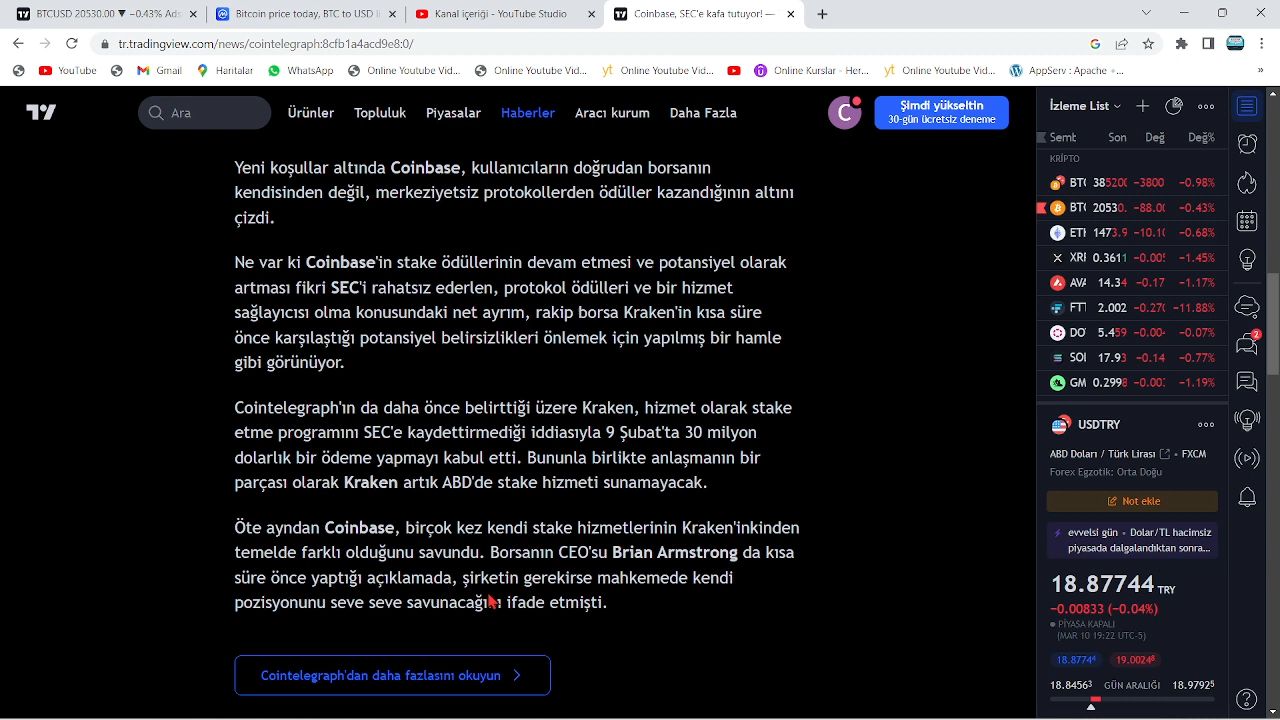 BTCUSD 20530.00 ▼ −0.43% Ads
Bitcoin price today, BTC to USD l
Kanal içeriği - YouTube Studio
Coinbase, SEC'e kafa tutuyor! —
tr.tradingview.com/news/cointelegraph:8cfb1a4acd9e8:0/
YouTube
Gmail
Haritalar
WhatsApp
Online Youtube Vid...
Online Youtube Vid...
Online Youtube Vid...
Online Kurslar - Her...
Online Youtube Vid...
AppServ : Apache +...
Ara
Ürünler
Topluluk
Piyasalar
Haberler
Aracı kurum
Daha Fazla
C
Şimdi yükseltin
30-gün ücretsiz deneme
Yeni koşullar altında Coinbase, kullanıcıların doğrudan borsanın
kendisinden değil, merkeziyetsiz protokollerden ödüller kazandığının altını
çizdi.
Ne var ki Coinbase'in stake ödüllerinin devam etmesi ve potansiyel olarak
artması fikri SEC'i rahatsız ederlen, protokol ödülleri ve bir hizmet
sağlayıcısı olma konusundaki net ayrım, rakip borsa Kraken'in kısa süre
önce karşılaştığı potansiyel belirsizlikleri önlemek için yapılmış bir hamle
gibi görünüyor.
Cointelegraph'ın da daha önce belirttiği üzere Kraken, hizmet olarak stake
etme programını SEC'e kaydettirmediği iddiasıyla 9 Şubat'ta 30 milyon
dolarlık bir ödeme yapmayı kabul etti. Bununla birlikte anlaşmanın bir
parçası olarak Kraken artık ABD'de stake hizmeti sunamayacak.
Öte ayndan Coinbase, birçok kez kendi stake hizmetlerinin Kraken'inkinden
temelde farklı olduğunu savundu. Borsanın CEO'su Brian Armstrong da kısa
süre önce yaptığı açıklamada, şirketin gerekirse mahkemede kendi
pozisyonunu seve seve savunacağını ifade etmişti.
Cointelegraph'dan daha fazlasını okuyun
İzleme List
Semb Son Değ Değ%
KRİPTO
BT( 38520( −3800 −0.98%
BT( 20530. −88.0( −0.43%
ETI 1473.9 −10.1( −0.68%
XRI 0.3611 −0.00 −1.45%
AVA 14.34 −0.17 −1.17%
FTT 2.002 −0.27( −11.88%
DO 5.459 −0.00 −0.07%
SOI 17.93 −0.14 −0.77%
GM 0.2998 −0.00 −1.19%
2
USDTRY
ABD Doları / Türk Lirası • FXCM
Forex Egzotik: Orta Doğu
Not ekle
evvelsi gün • Dolar/TL hacimsiz
piyasada dalgalandıktan sonra...
18.87744 TRY
−0.00833 (−0.04%)
PİYASA KAPALI
(MAR 10 19:22 UTC-5)
18.8774⁴ 19.0024⁸
18.8456³ GÜN ARALIĞI 18.9792⁵